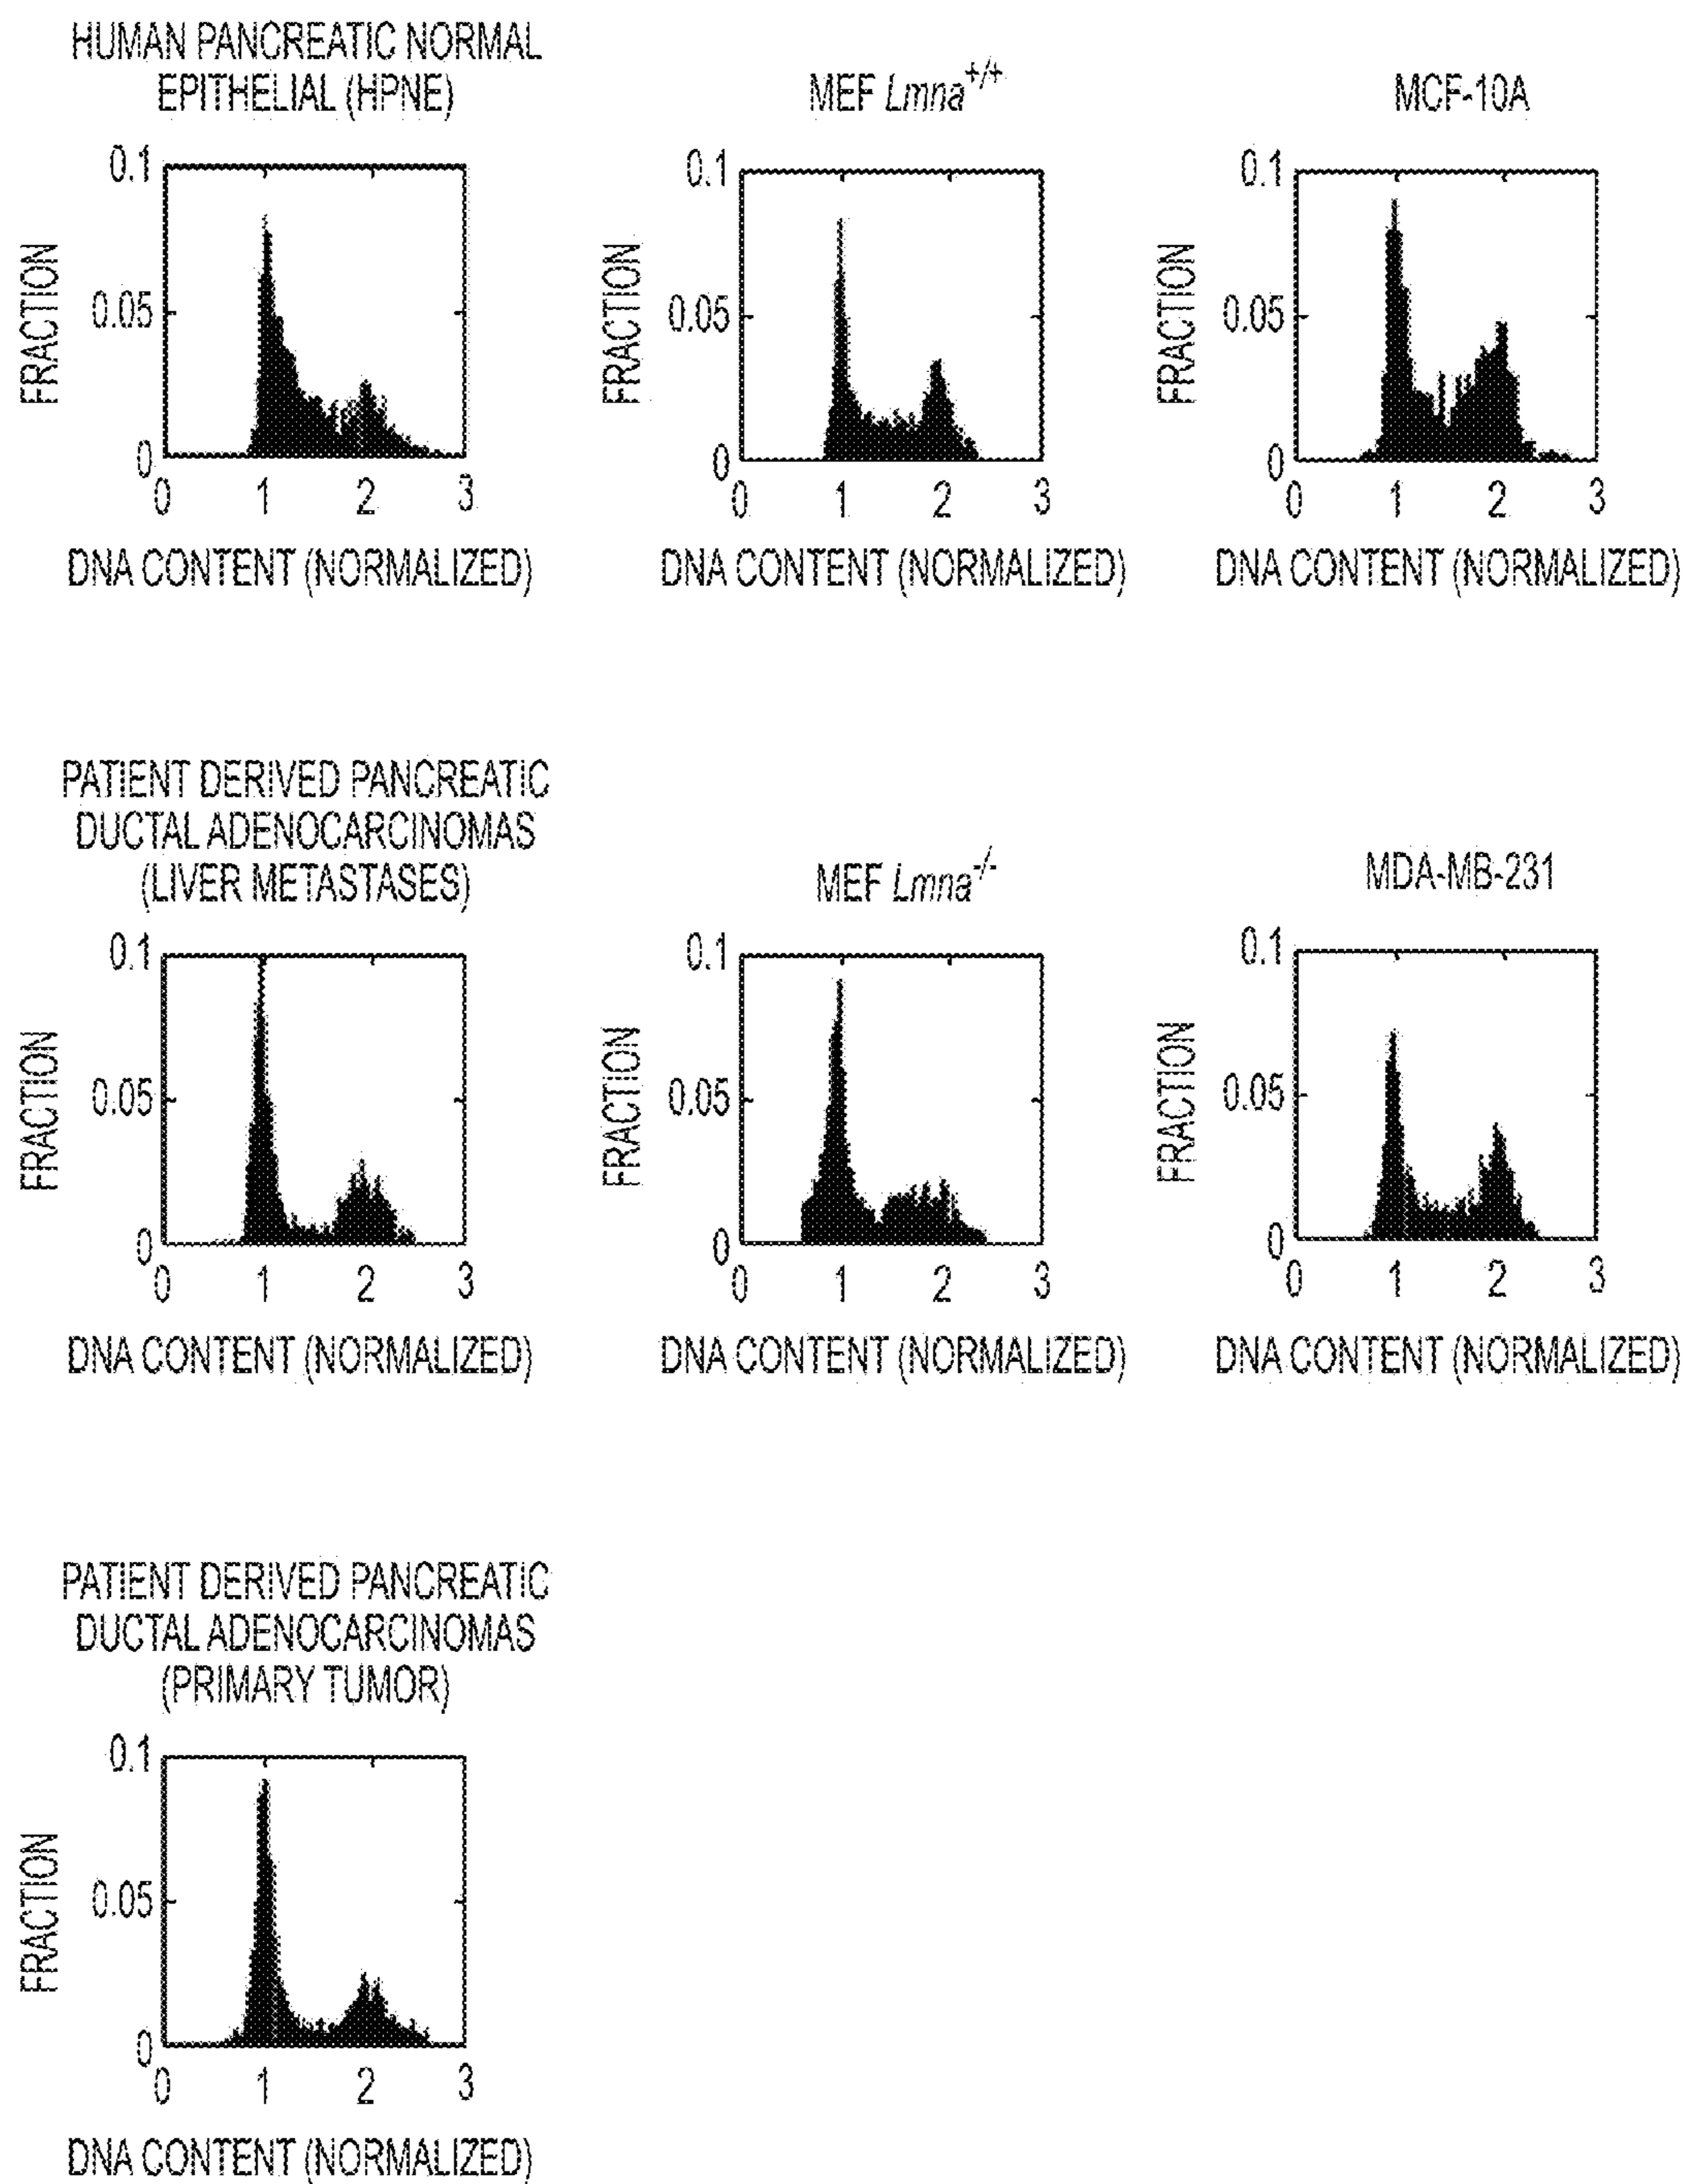 HUMAN PANCREATIC NORMAL
EPITHELIAL (HPNE)
0.1
0.05
0
FRACTION
0 1 2 3
DNA CONTENT (NORMALIZED)
MEF Lmna+/+
0.1
0.05
0
FRACTION
0 1 2 3
DNA CONTENT (NORMALIZED)
MCF-10A
0.1
0.05
0
FRACTION
0 1 2 3
DNA CONTENT (NORMALIZED)
PATIENT DERIVED PANCREATIC
DUCTAL ADENOCARCINOMAS
(LIVER METASTASES)
0.1
0.05
0
FRACTION
0 1 2 3
DNA CONTENT (NORMALIZED)
MEF Lmna-/-
0.1
0.05
0
FRACTION
0 1 2 3
DNA CONTENT (NORMALIZED)
MDA-MB-231
0.1
0.05
0
FRACTION
0 1 2 3
DNA CONTENT (NORMALIZED)
PATIENT DERIVED PANCREATIC
DUCTAL ADENOCARCINOMAS
(PRIMARY TUMOR)
0.1
0.05
0
FRACTION
0 1 2 3
DNA CONTENT (NORMALIZED)